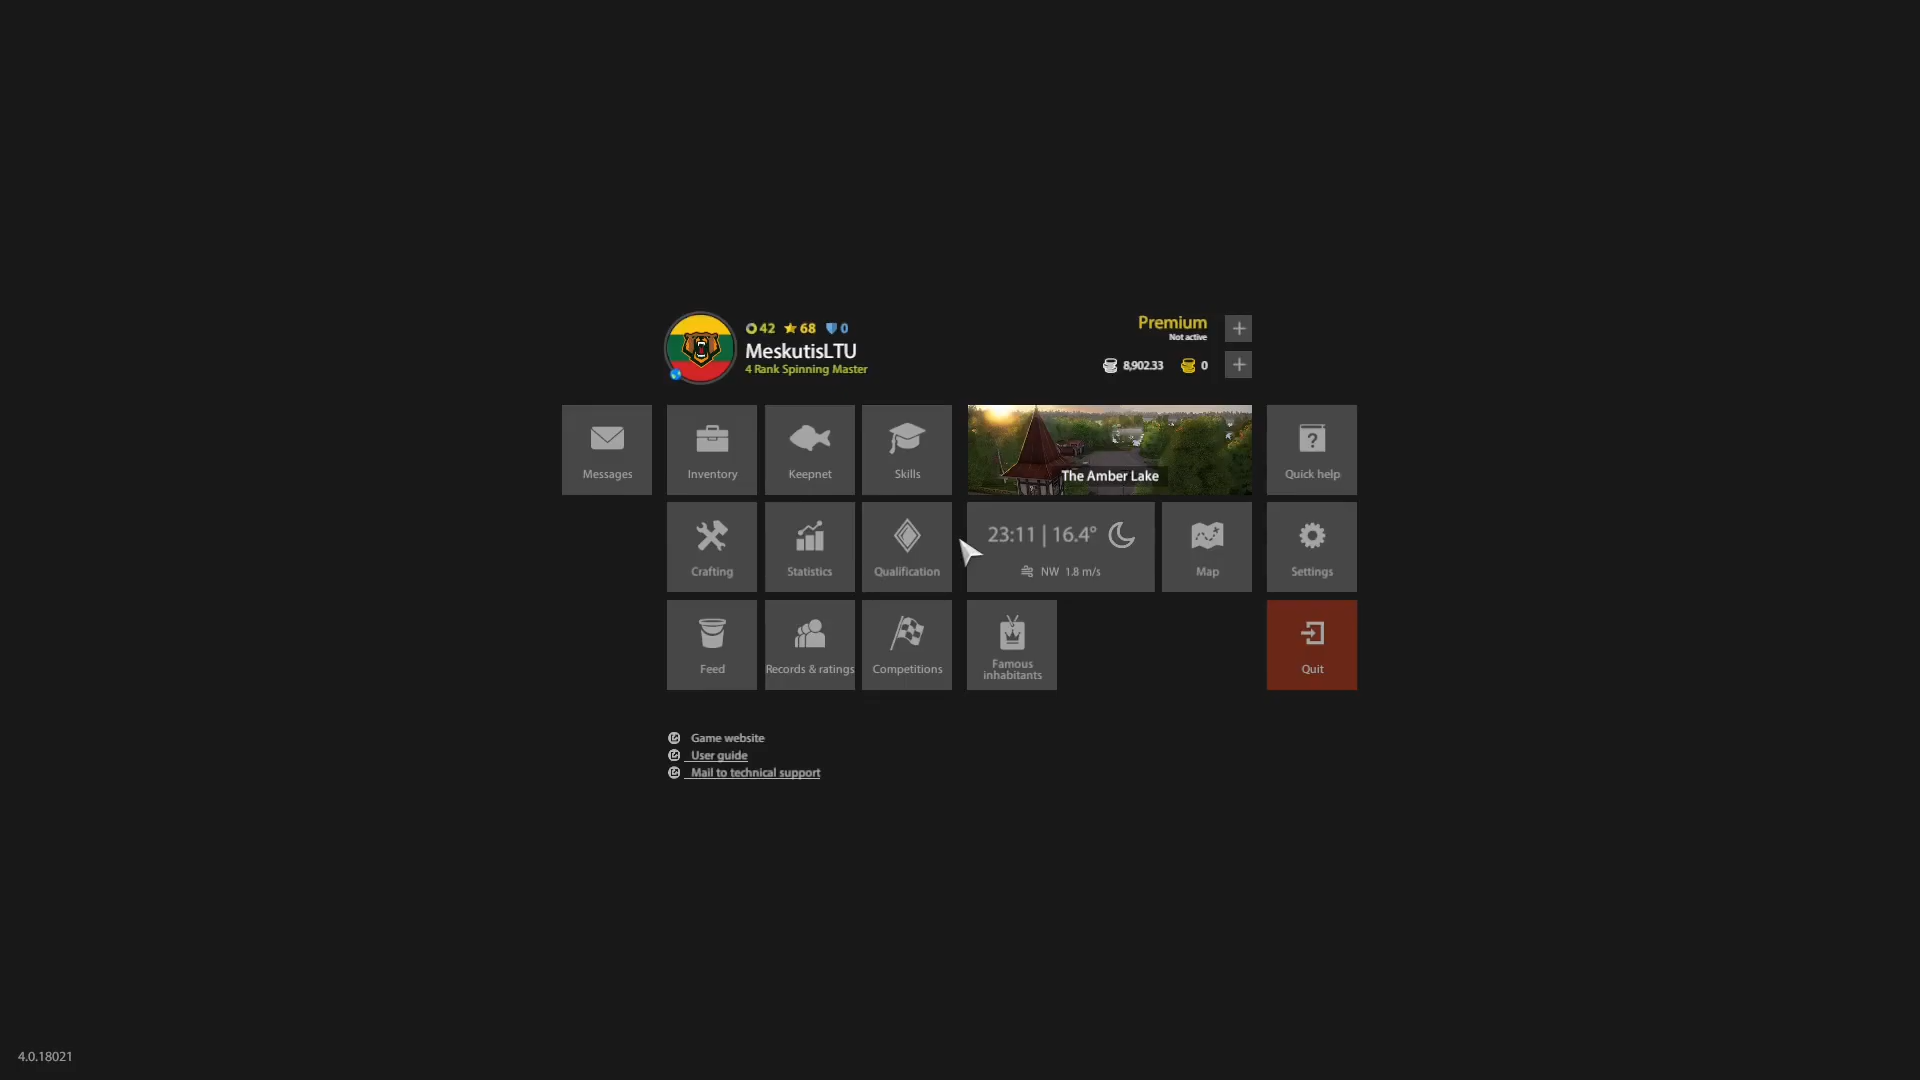 42 68 0
MeskutisLTU
4 Rank Spinning Master
Premium
Not active
8,902.33 0
Messages
Inventory
Keepnet
Skills
The Amber Lake
Quick help
Crafting
Statistics
Qualification
23:11 | 16.4°
NW 1.8 m/s
Map
Settings
Feed
Records & ratings
Competitions
Famous
inhabitants
Quit
Game website
User guide
Mail to technical support
4.0.18021